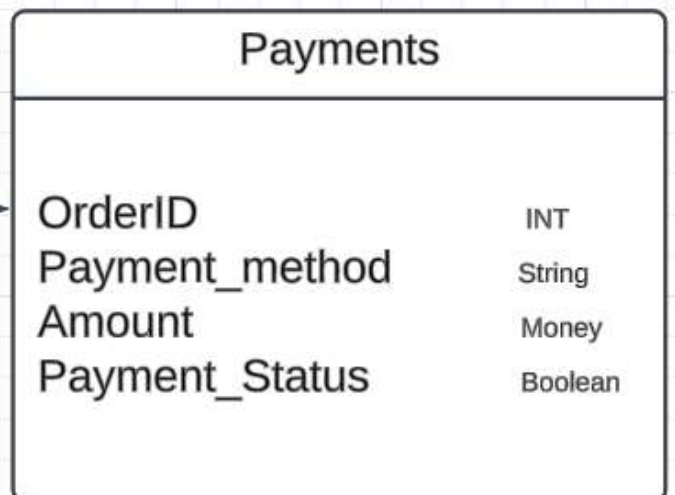 Payments
OrderID INT
Payment_method String
Amount Money
Payment_Status Boolean